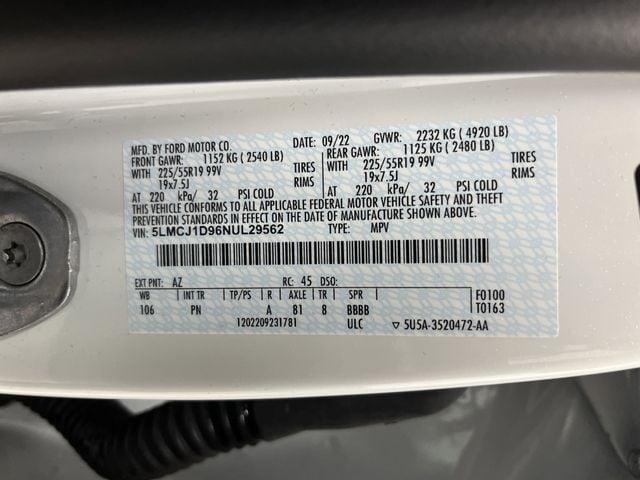 MFD. BY FORD MOTOR CO. DATE: 09/22 GVWR: 2232 KG ( 4920 LB)
FRONT GAWR: 1152 KG ( 2540 LB) REAR GAWR: 1125 KG ( 2480 LB)
WITH 225/55R19 99V TIRES WITH 225/55R19 99V TIRES
19x7.5J RIMS 19x7.5J RIMS
AT 220 kPa/ 32 PSI COLD AT 220 kPa/ 32 PSI COLD
THIS VEHICLE CONFORMS TO ALL APPLICABLE FEDERAL MOTOR VEHICLE SAFETY AND THEFT
PREVENTION STANDARDS IN EFFECT ON THE DATE OF MANUFACTURE SHOWN ABOVE.
VIN: 5LMCJ1D96NUL29562 TYPE: MPV
EXT PNT: AZ RC: 45 DSO:
WB INT TR TP/PS R AXLE TR SPR F0100
106 PN A 81 8 BBBB T0163
1202209231781 ULC ▽ 5U5A-3520472-AA